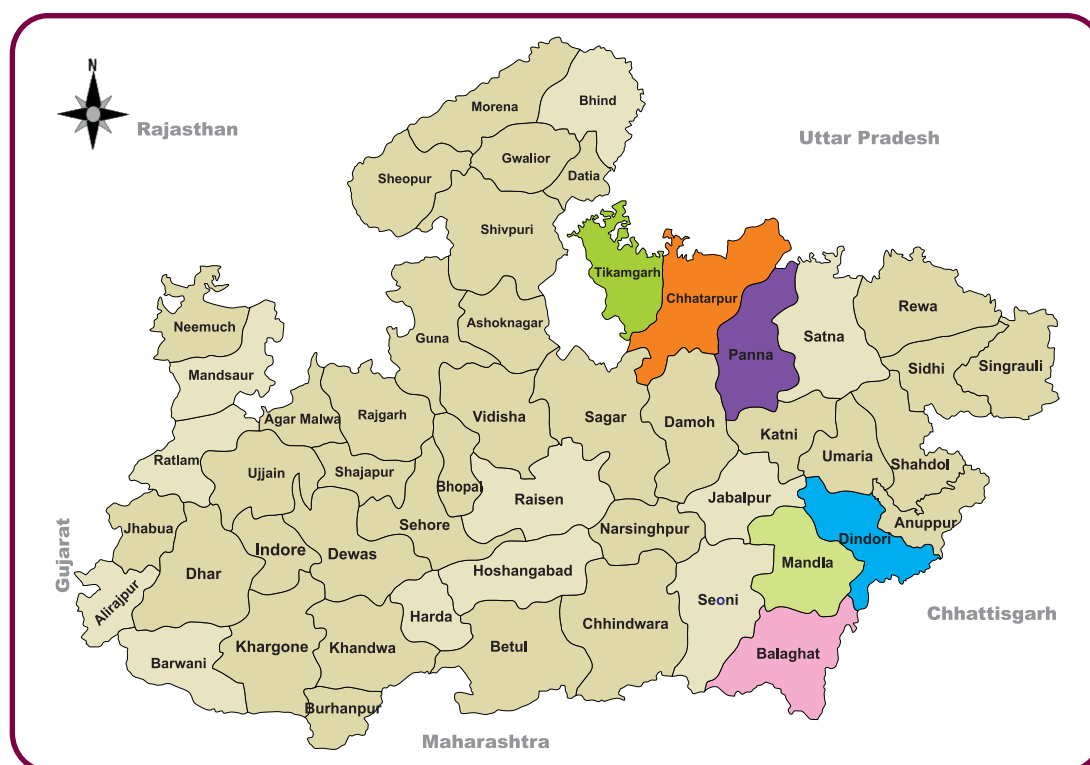 N
Rajasthan
Uttar Pradesh
Morena
Bhind
Gwalior
Sheopur
Datia
Shivpuri
Tikamgarh
Chhatarpur
Rewa
Neemuch
Ashoknagar
Guna
Satna
Panna
Sidhi
Singrauli
Mandsaur
Agar Malwa
Rajgarh
Vidisha
Sagar
Damoh
Katni
Ratlam
Ujjain
Shajapur
Bhopal
Raisen
Jabalpur
Umaria
Shahdol
Jhabua
Indore
Dewas
Sehore
Narsinghpur
Dindori
Anuppur
Gujarat
Alirajpur
Dhar
Hoshangabad
Mandla
Harda
Seoni
Chhattisgarh
Barwani
Khargone
Khandwa
Betul
Chhindwara
Balaghat
Burhanpur
Maharashtra